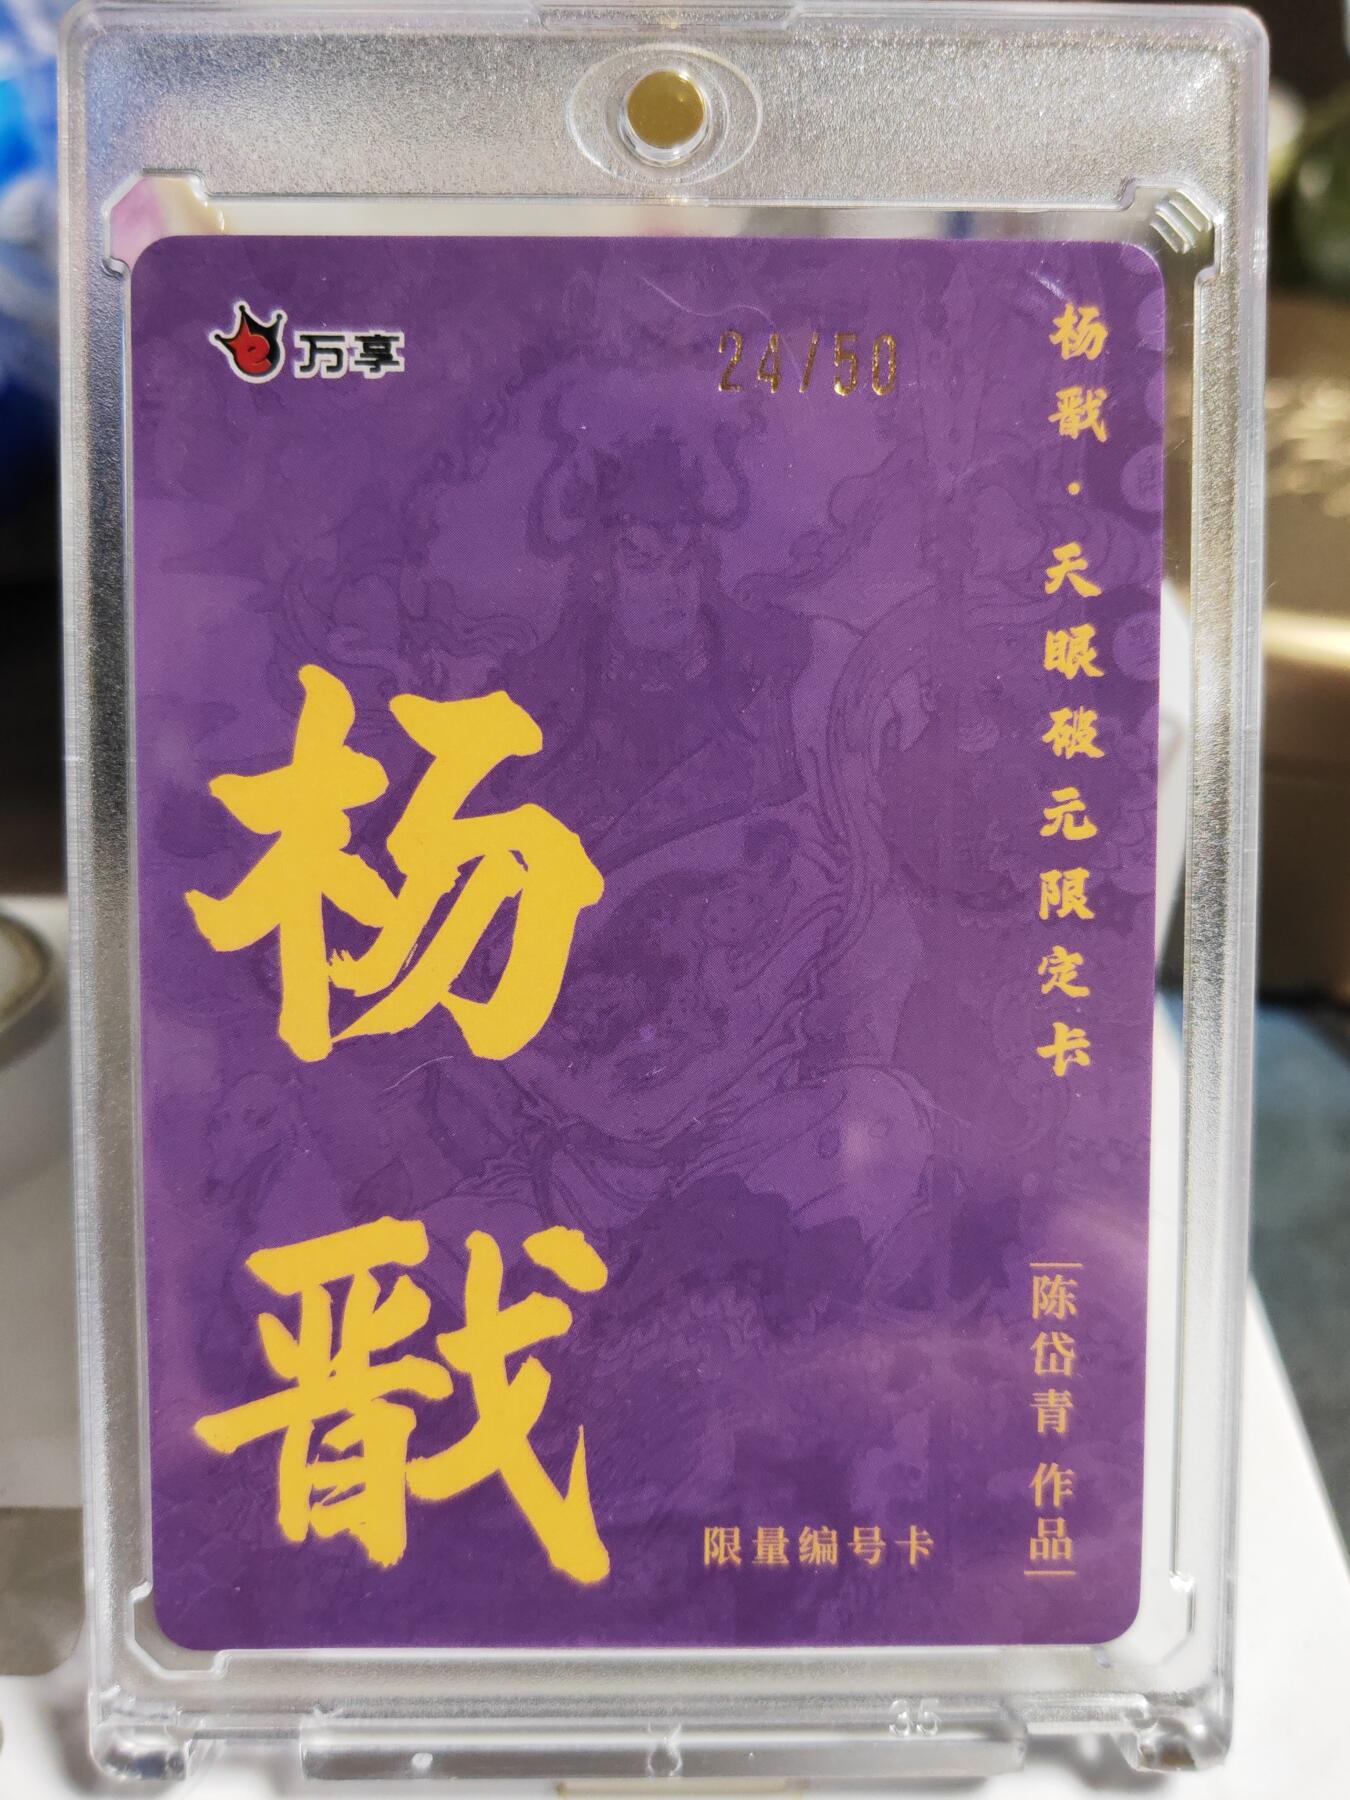 万享
24/50
杨戬·天眼破元限定卡
杨戬
陈岱青 作品
限量编号卡
35